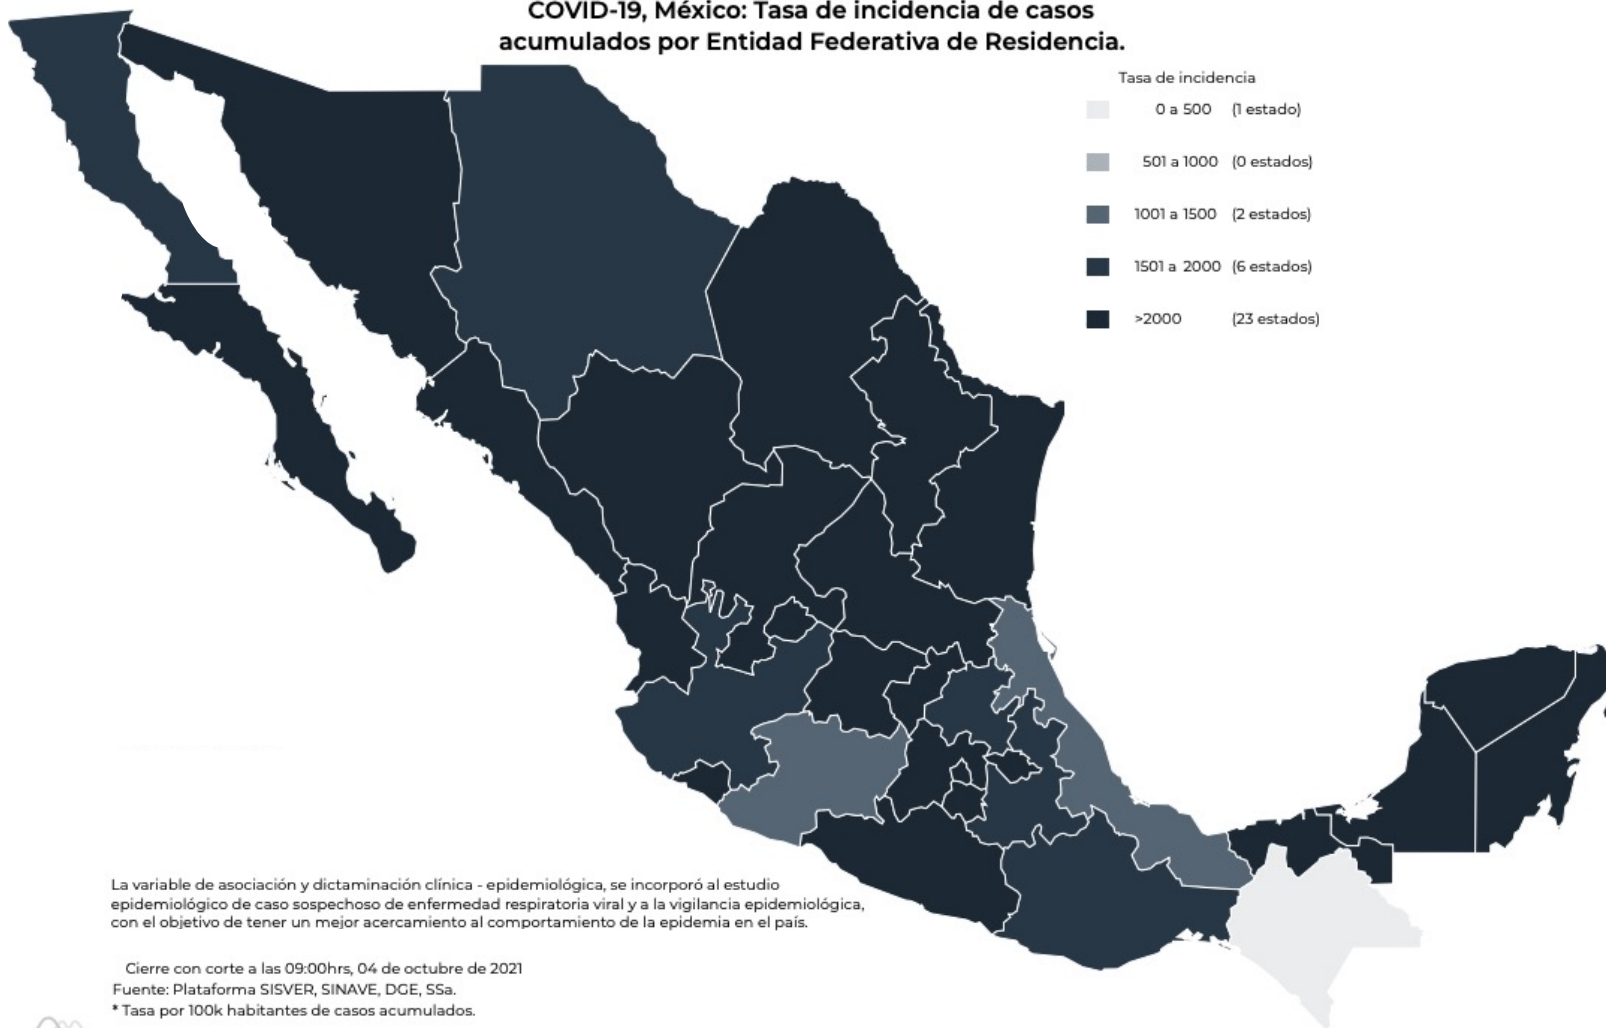 COVID-19, México: Tasa de incidencia de casos
acumulados por Entidad Federativa de Residencia.
Tasa de incidencia
0 a 500 (1 estado)
501 a 1000 (0 estados)
1001 a 1500 (2 estados)
1501 a 2000 (6 estados)
>2000 (23 estados)
La variable de asociación y dictaminación clínica - epidemiológica, se incorporó al estudio
epidemiológico de caso sospechoso de enfermedad respiratoria viral y a la vigilancia epidemiológica,
con el objetivo de tener un mejor acercamiento al comportamiento de la epidemia en el país.
Cierre con corte a las 09:00hrs, 04 de octubre de 2021
Fuente: Plataforma SISVER, SINAVE, DGE, SSa.
* Tasa por 100k habitantes de casos acumulados.